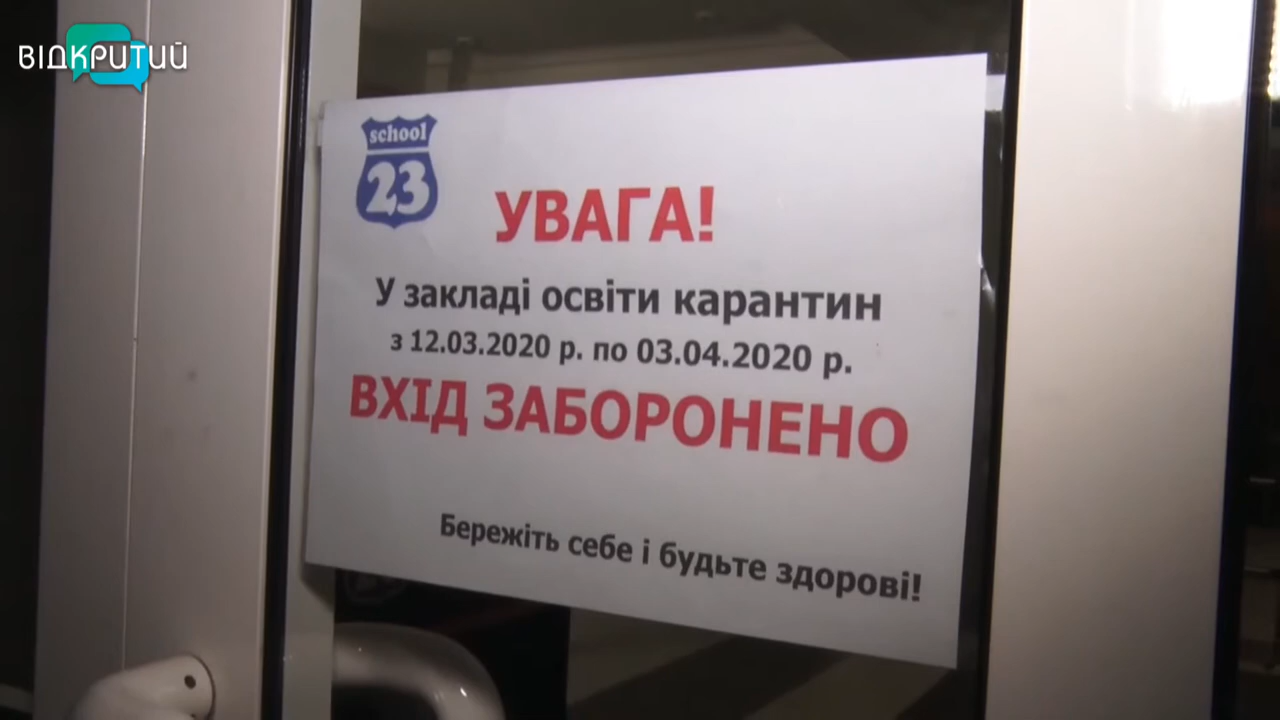 ВІДКРИТИЙ
school
23
УВАГА!
У закладі освіти карантин
з 12.03.2020 р. по 03.04.2020 р.
ВХІД ЗАБОРОНЕНО
Бережіть себе і будьте здорові!